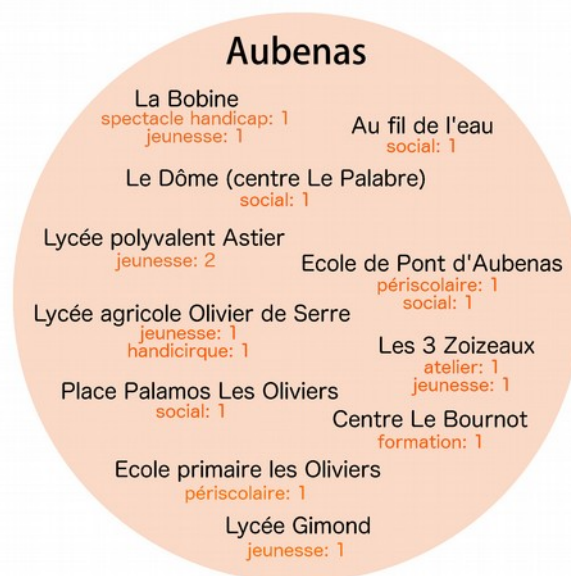 Aubenas
La Bobine
spectacle handicap: 1
jeunesse: 1
Au fil de l'eau
social: 1
Le Dôme (centre Le Palabre)
social: 1
Lycée polyvalent Astier
jeunesse: 2
Ecole de Pont d'Aubenas
périscolaire: 1
social: 1
Lycée agricole Olivier de Serre
jeunesse: 1
handicirque: 1
Les 3 Zoizeaux
atelier: 1
jeunesse: 1
Place Palamos Les Oliviers
social: 1
Centre Le Bournot
formation: 1
Ecole primaire les Oliviers
périscolaire: 1
Lycée Gimond
jeunesse: 1